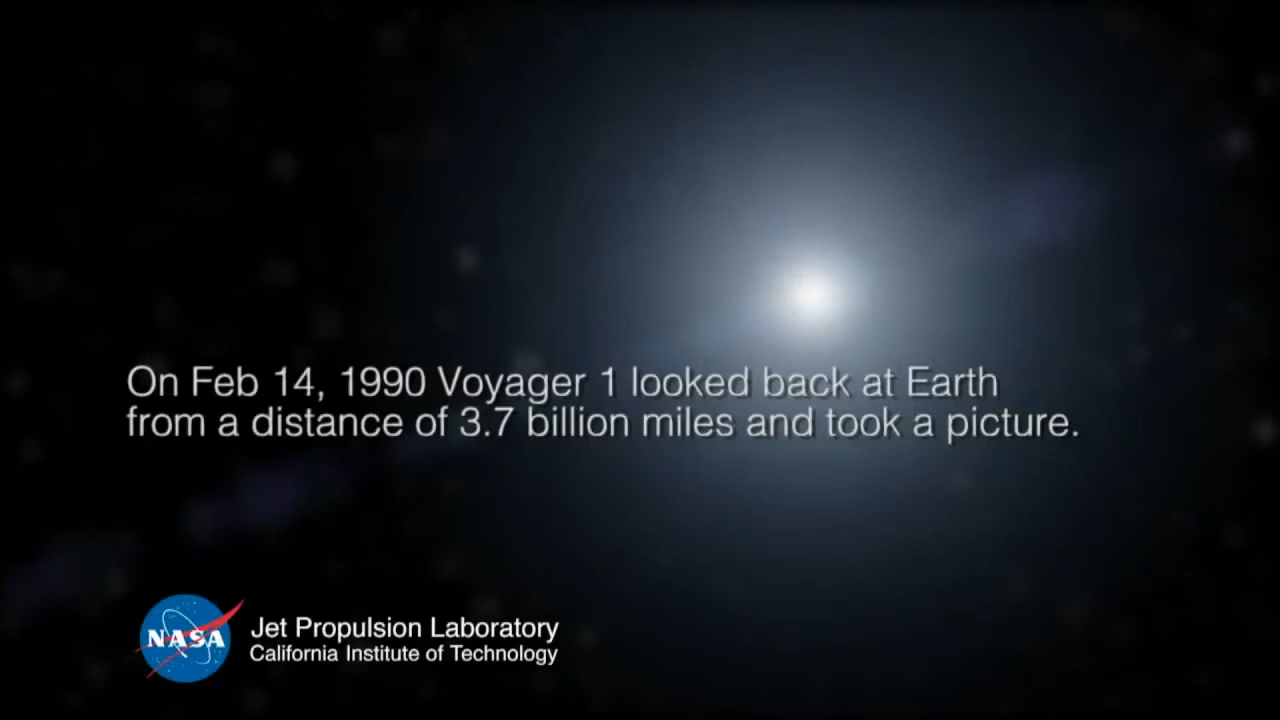 On Feb 14, 1990 Voyager 1 looked back at Earth
from a distance of 3.7 billion miles and took a picture.
NASA
Jet Propulsion Laboratory
California Institute of Technology